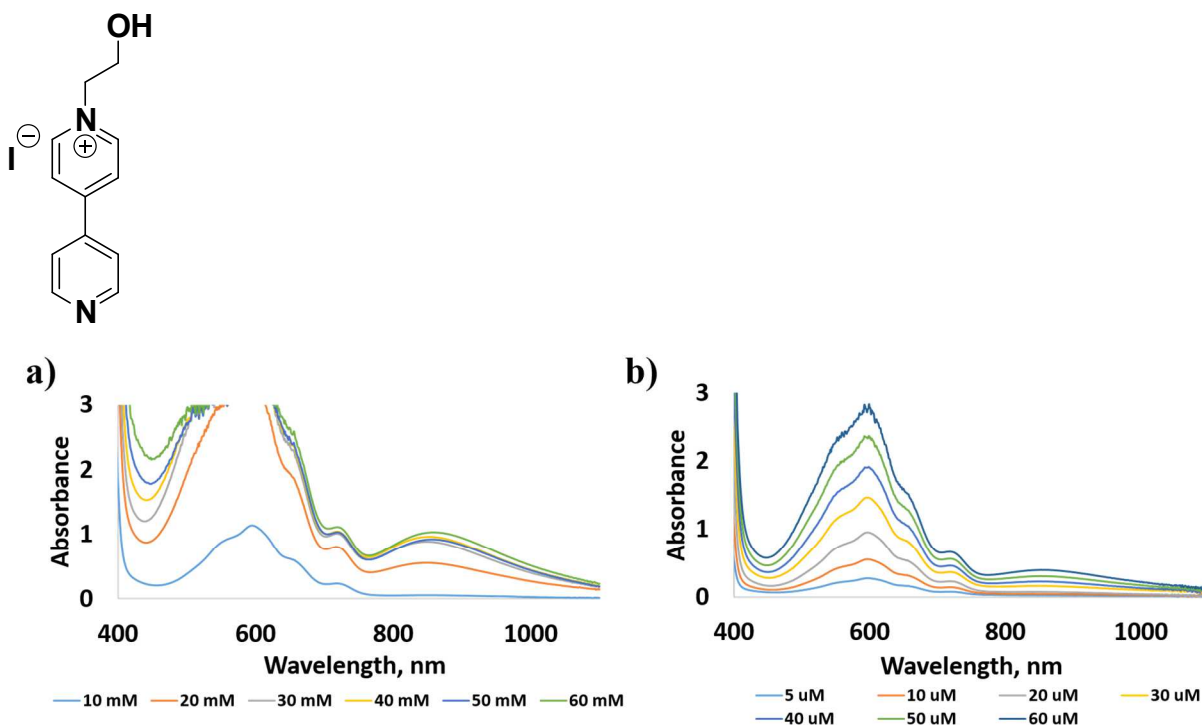 OH
N
+
I −
N
a)
3
2
1
0
Absorbance
400 600 800 1000
Wavelength, nm
10 mM 20 mM 30 mM 40 mM 50 mM 60 mM
b)
3
2
1
0
Absorbance
400 600 800 1000
Wavelength, nm
5 uM 10 uM 20 uM 30 uM
40 uM 50 uM 60 uM